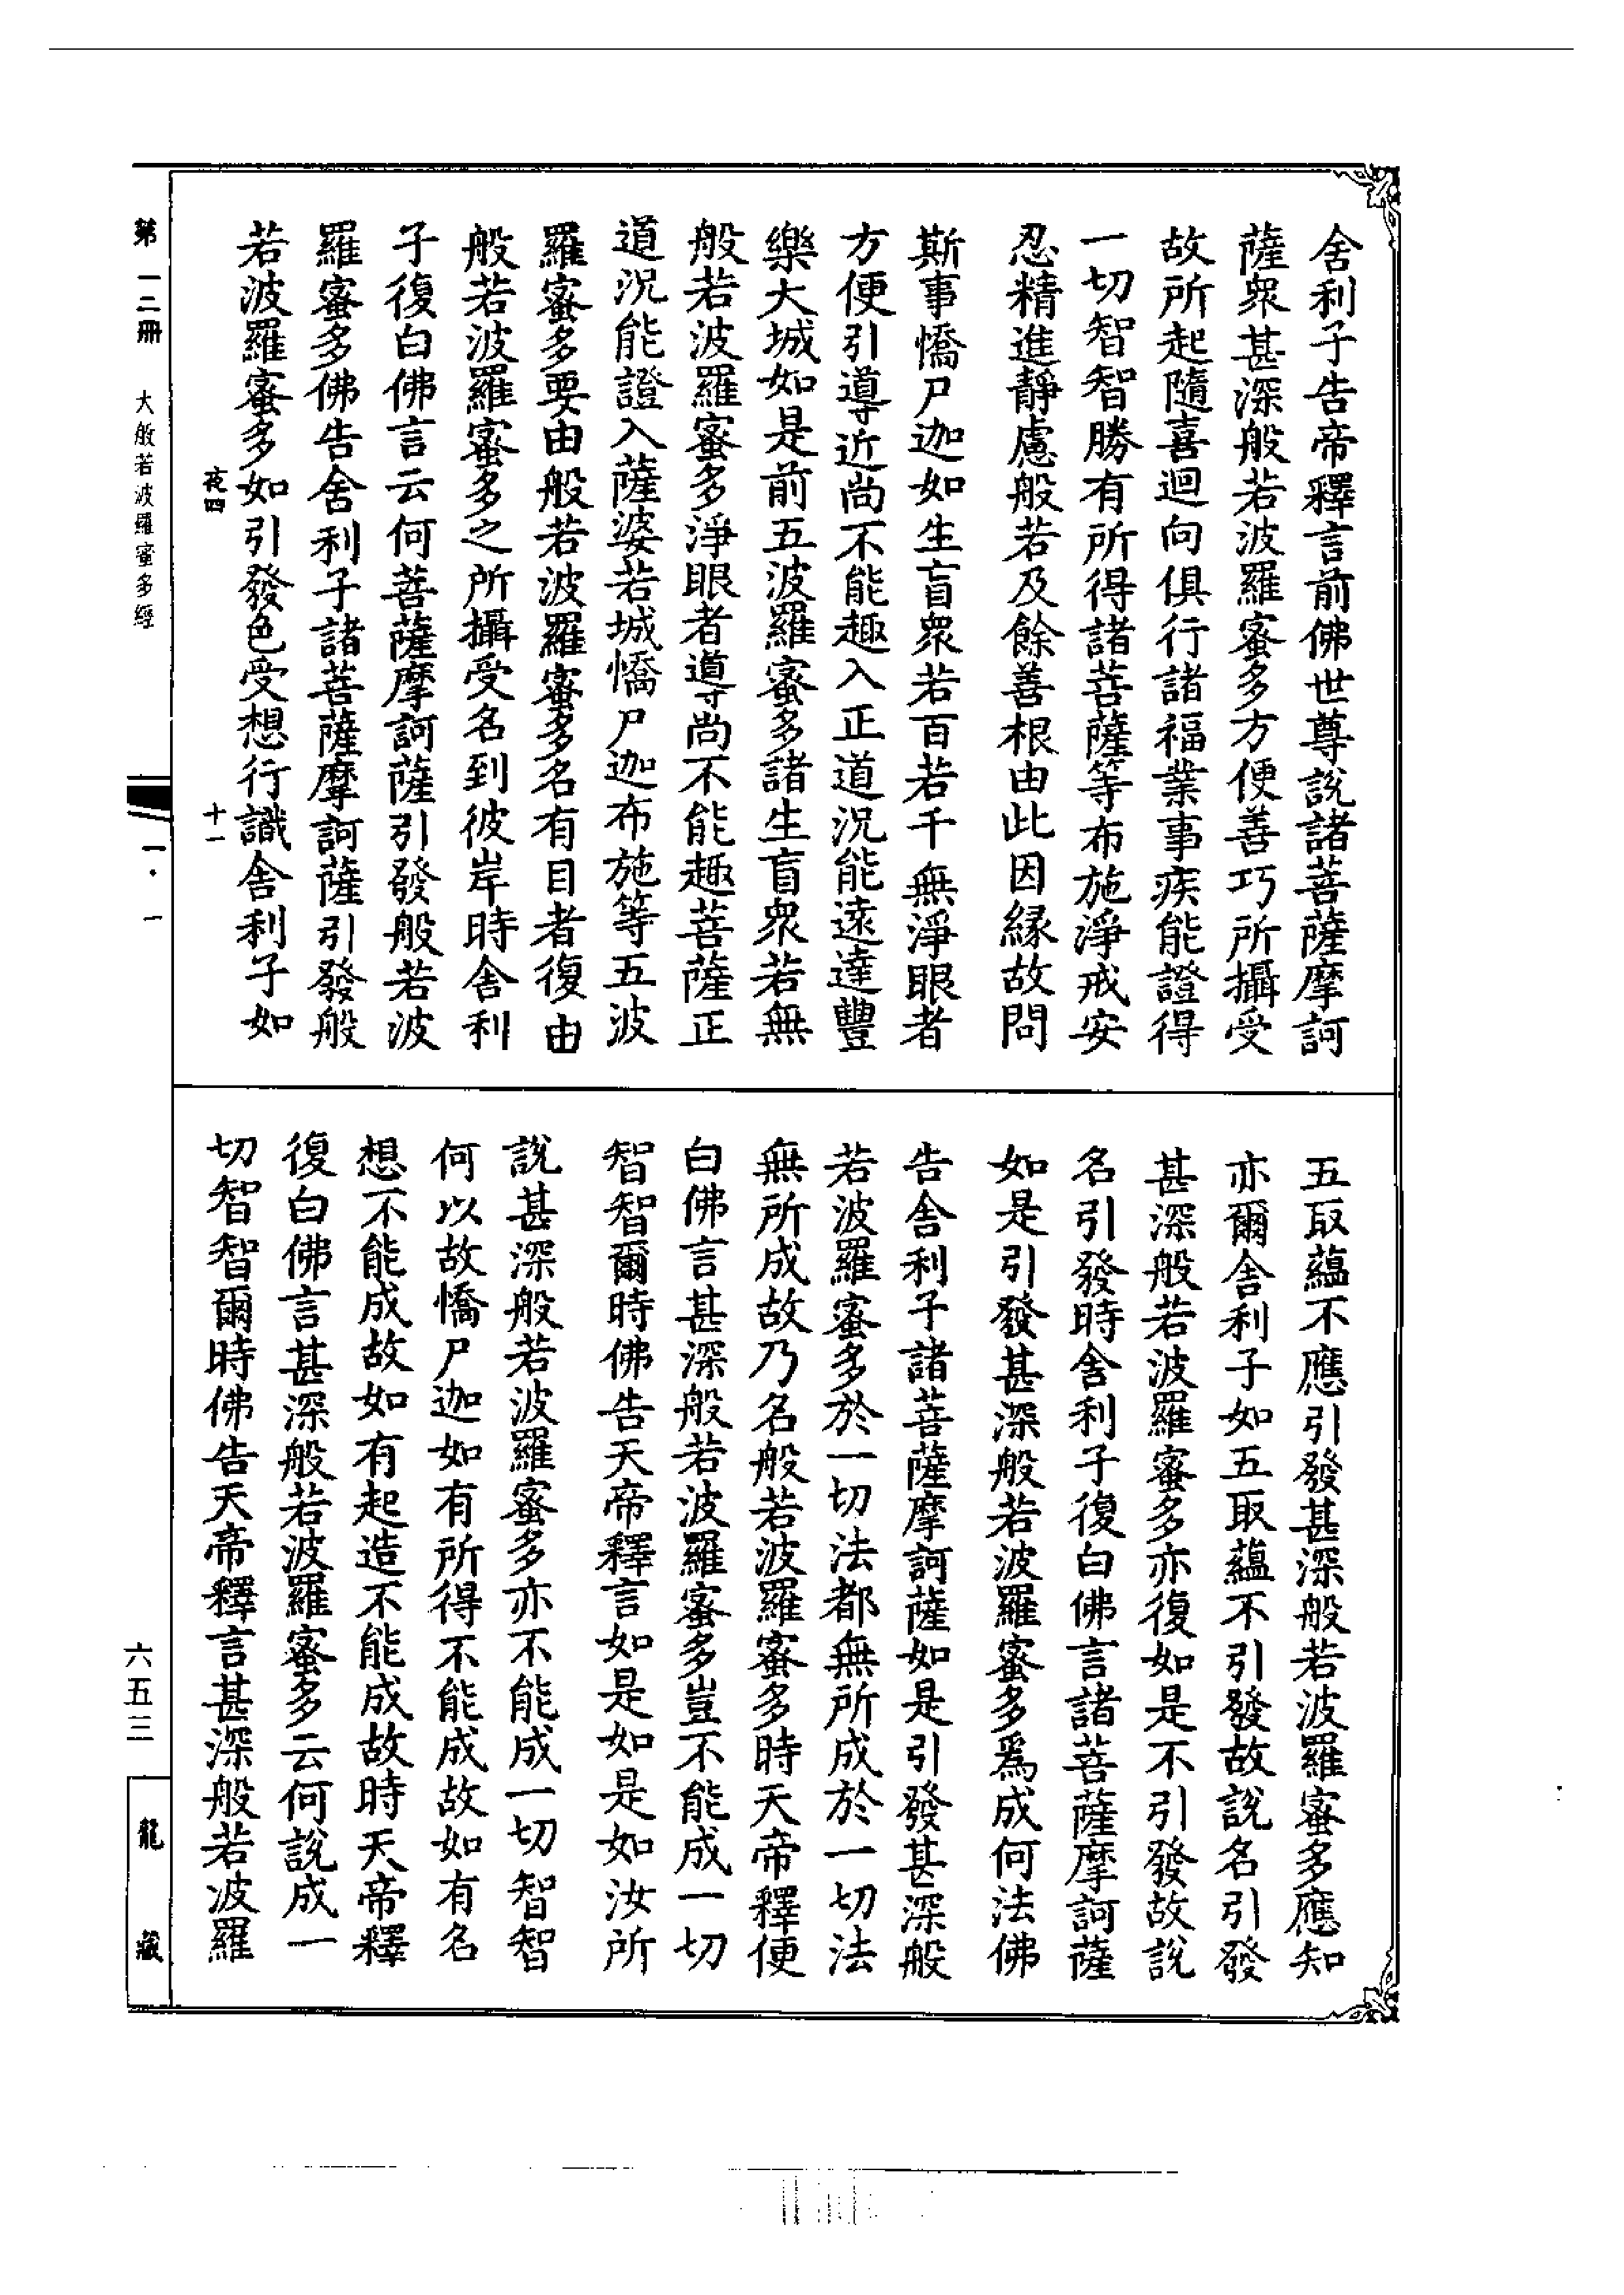 舍利子告帝釋言前佛世尊說諸菩薩摩訶
薩衆甚深般若波羅蜜多方便善巧所攝受
故所起隨喜迴向俱行諸福業事疾能證得
一切智智勝有所得諸菩薩等布施淨戒安
忍精進靜慮般若及餘善根由此因緣故問
斯事憍尸迦如生盲衆若百若千無淨眼者
方便引導近尚不能趣入正道況能遠達豐
樂大城如是前五波羅蜜多諸生盲衆若無
般若波羅蜜多淨眼者導尚不能趣菩薩正
道況能證入薩婆若城憍尸迦布施等五波
羅蜜多要由般若波羅蜜多名有目者復由
般若波羅蜜多之所攝受名到彼岸時舍利
子復白佛言云何菩薩摩訶薩引發般若波
羅蜜多佛告舍利子諸菩薩摩訶薩引發般
若波羅蜜多如引發色受想行識舍利子如
夜四 十一
五取蘊不應引發甚深般若波羅蜜多應知
亦爾舍利子如五取蘊不引發故說名引發
甚深般若波羅蜜多亦復如是不引發故說
名引發時舍利子復白佛言諸菩薩摩訶薩
如是引發甚深般若波羅蜜多爲成何法佛
告舍利子諸菩薩摩訶薩如是引發甚深般
若波羅蜜多於一切法都無所成於一切法
無所成故乃名般若波羅蜜多時天帝釋便
白佛言甚深般若波羅蜜多豈不能成一切
智智爾時佛告天帝釋言如是如是如汝所
說甚深般若波羅蜜多亦不能成一切智智
何以故憍尸迦如有所得不能成故如有名
想不能成故如有起造不能成故時天帝釋
復白佛言甚深般若波羅蜜多云何說成一
切智智爾時佛告天帝釋言甚深般若波羅
第一二冊 大般若波羅蜜多經 一·一 六五三 龍藏